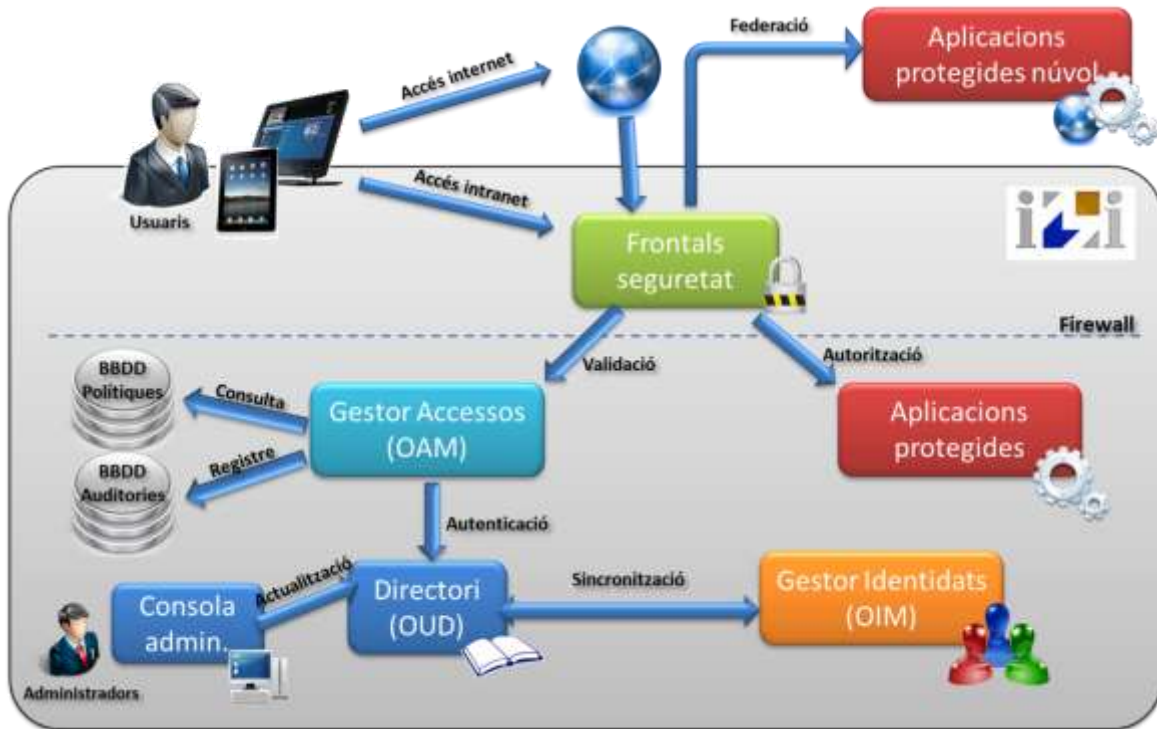 Federació
Aplicacions
protegides núvol
Accés internet
Accés intranet
Usuaris
Frontals
seguretat
Firewall
Validació
Autorització
BBDD
Polítiques
Consulta
Gestor Accessos
(OAM)
Aplicacions
protegides
BBDD
Auditories
Registre
Autenticació
Actualització
Consola
admin.
Directori
(OUD)
Sincronització
Gestor Identidats
(OIM)
Administradors